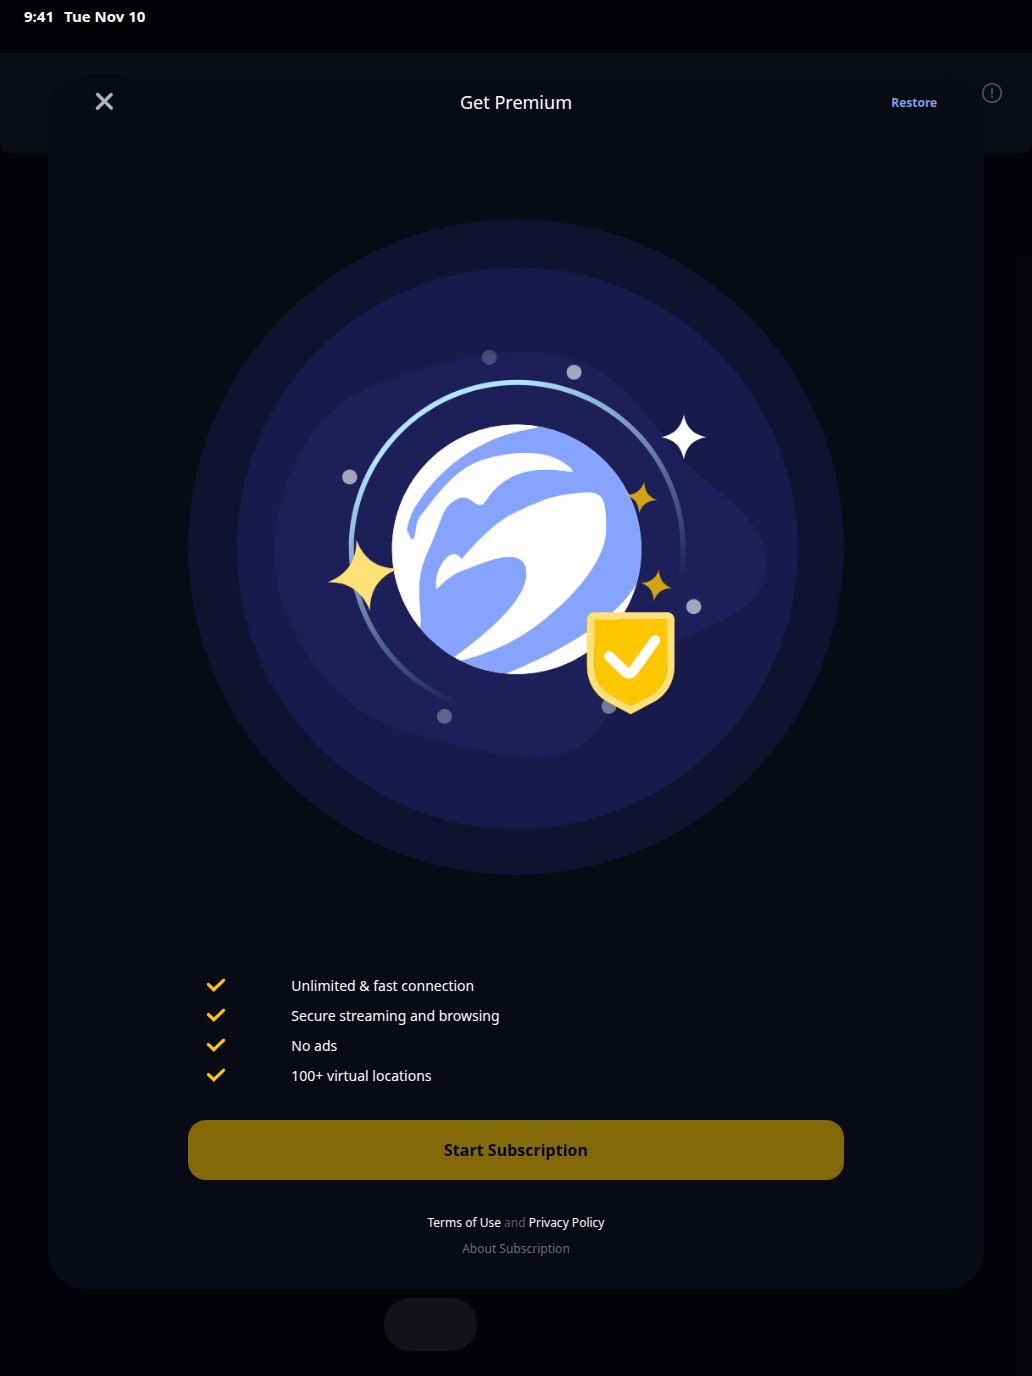 9:41 Tue Nov 10
Get Premium
Restore
Unlimited & fast connection
Secure streaming and browsing
No ads
100+ virtual locations
Start Subscription
Terms of Use and Privacy Policy
About Subscription